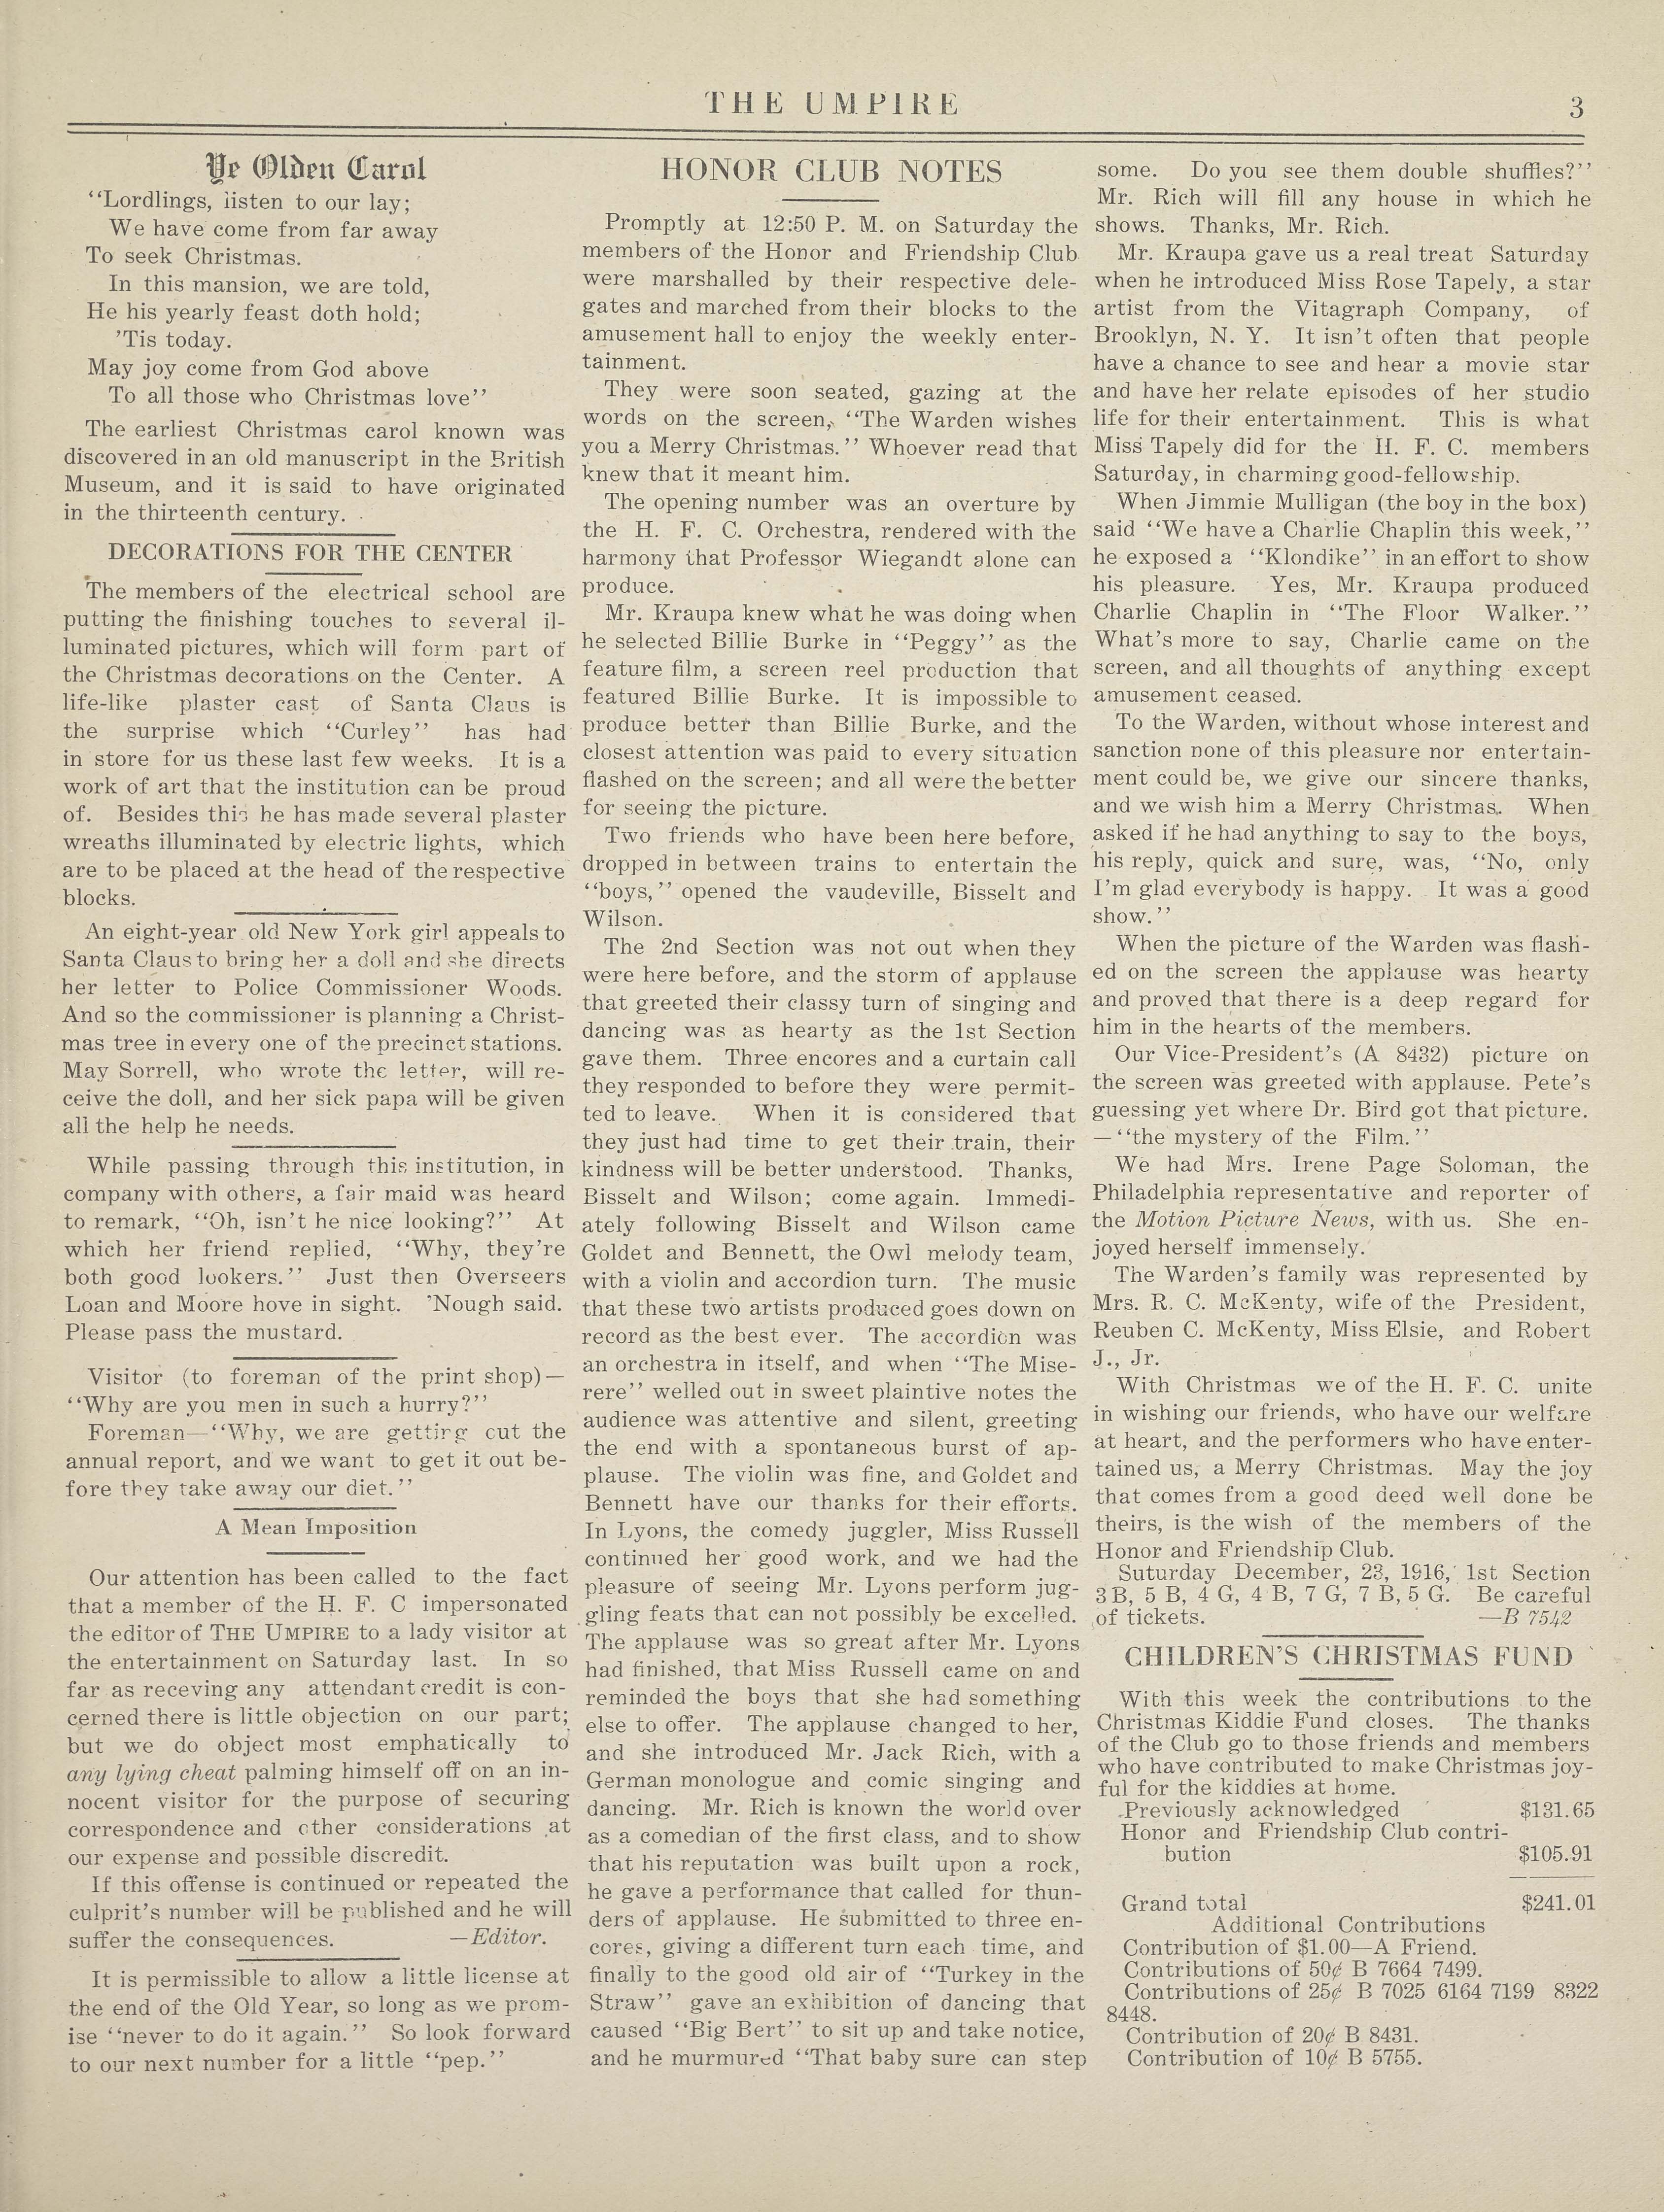 THE UMPIRE
3
Ye Olden Carol
‘‘Lordlings, listen to our lay;
We have come from far away
To seek Christmas.
In this mansion, we are told,
He his yearly feast doth hold;
’Tis today.
May joy come from God above
To all those who Christmas love’’
The earliest Christmas carol known was
discovered in an old manuscript in the British
Museum, and it is said to have originated
in the thirteenth century.
DECORATIONS FOR THE CENTER
The members of the electrical school are
putting the finishing touches to several il-
luminated pictures, which will form part of
the Christmas decorations on the Center. A
life-like plaster cast of Santa Claus is
the surprise which ‘‘Curley’’ has had
in store for us these last few weeks. It is a
work of art that the institution can be proud
of. Besides this he has made several plaster
wreaths illuminated by electric lights, which
are to be placed at the head of the respective
blocks.
An eight-year old New York girl appeals to
Santa Claus to bring her a doll and she directs
her letter to Police Commissioner Woods.
And so the commissioner is planning a Christ-
mas tree in every one of the precinct stations.
May Sorrell, who wrote the letter, will re-
ceive the doll, and her sick papa will be given
all the help he needs.
While passing through this institution, in
company with others, a fair maid was heard
to remark, ‘‘Oh, isn’t he nice looking?’’ At
which her friend replied, ‘‘Why, they’re
both good lookers.’’ Just then Overseers
Loan and Moore hove in sight. ’Nough said.
Please pass the mustard.
Visitor (to foreman of the print shop)—
‘‘Why are you men in such a hurry?’’
Foreman—‘‘Why, we are getting cut the
annual report, and we want to get it out be-
fore they take away our diet.’’
A Mean Imposition
Our attention has been called to the fact
that a member of the H. F. C impersonated
the editor of THE UMPIRE to a lady visitor at
the entertainment on Saturday last. In so
far as receving any attendant credit is con-
cerned there is little objection on our part;
but we do object most emphatically to
any lying cheat palming himself off on an in-
nocent visitor for the purpose of securing
correspondence and other considerations at
our expense and possible discredit.
If this offense is continued or repeated the
culprit’s number will be published and he will
suffer the consequences. —Editor.
It is permissible to allow a little license at
the end of the Old Year, so long as we prom-
ise ‘‘never to do it again.’’ So look forward
to our next number for a little ‘‘pep.’’
HONOR CLUB NOTES
Promptly at 12:50 P. M. on Saturday the
members of the Honor and Friendship Club
were marshalled by their respective dele-
gates and marched from their blocks to the
amusement hall to enjoy the weekly enter-
tainment.
They were soon seated, gazing at the
words on the screen, ‘‘The Warden wishes
you a Merry Christmas.’’ Whoever read that
knew that it meant him.
The opening number was an overture by
the H. F. C. Orchestra, rendered with the
harmony that Professor Wiegandt alone can
produce.
Mr. Kraupa knew what he was doing when
he selected Billie Burke in ‘‘Peggy’’ as the
feature film, a screen reel production that
featured Billie Burke. It is impossible to
produce better than Billie Burke, and the
closest attention was paid to every situation
flashed on the screen; and all were the better
for seeing the picture.
Two friends who have been here before,
dropped in between trains to entertain the
‘‘boys,’’ opened the vaudeville, Bisselt and
Wilson.
The 2nd Section was not out when they
were here before, and the storm of applause
that greeted their classy turn of singing and
dancing was as hearty as the 1st Section
gave them. Three encores and a curtain call
they responded to before they were permit-
ted to leave. When it is considered that
they just had time to get their train, their
kindness will be better understood. Thanks,
Bisselt and Wilson; come again. Immedi-
ately following Bisselt and Wilson came
Goldet and Bennett, the Owl melody team,
with a violin and accordion turn. The music
that these two artists produced goes down on
record as the best ever. The accordion was
an orchestra in itself, and when ‘‘The Mise-
rere’’ welled out in sweet plaintive notes the
audience was attentive and silent, greeting
the end with a spontaneous burst of ap-
plause. The violin was fine, and Goldet and
Bennett have our thanks for their efforts.
In Lyons, the comedy juggler, Miss Russell
continued her good work, and we had the
pleasure of seeing Mr. Lyons perform jug-
gling feats that can not possibly be excelled.
The applause was so great after Mr. Lyons
had finished, that Miss Russell came on and
reminded the boys that she had something
else to offer. The applause changed to her,
and she introduced Mr. Jack Rich, with a
German monologue and comic singing and
dancing. Mr. Rich is known the world over
as a comedian of the first class, and to show
that his reputation was built upon a rock,
he gave a performance that called for thun-
ders of applause. He submitted to three en-
cores, giving a different turn each time, and
finally to the good old air of ‘‘Turkey in the
Straw’’ gave an exhibition of dancing that
caused ‘‘Big Bert’’ to sit up and take notice,
and he murmured ‘‘That baby sure can step
some. Do you see them double shuffles?’’
Mr. Rich will fill any house in which he
shows. Thanks, Mr. Rich.
Mr. Kraupa gave us a real treat Saturday
when he introduced Miss Rose Tapely, a star
artist from the Vitagraph Company, of
Brooklyn, N. Y. It isn’t often that people
have a chance to see and hear a movie star
and have her relate episodes of her studio
life for their entertainment. This is what
Miss Tapely did for the H. F. C. members
Saturday, in charming good-fellowship.
When Jimmie Mulligan (the boy in the box)
said ‘‘We have a Charlie Chaplin this week,’’
he exposed a ‘‘Klondike’’ in an effort to show
his pleasure. Yes, Mr. Kraupa produced
Charlie Chaplin in ‘‘The Floor Walker.’’
What’s more to say, Charlie came on the
screen, and all thoughts of anything except
amusement ceased.
To the Warden, without whose interest and
sanction none of this pleasure nor entertain-
ment could be, we give our sincere thanks,
and we wish him a Merry Christmas. When
asked if he had anything to say to the boys,
his reply, quick and sure, was, ‘‘No, only
I’m glad everybody is happy. It was a good
show.’’
When the picture of the Warden was flash-
ed on the screen the applause was hearty
and proved that there is a deep regard for
him in the hearts of the members.
Our Vice-President’s (A 8432) picture on
the screen was greeted with applause. Pete’s
guessing yet where Dr. Bird got that picture.
—‘‘the mystery of the Film.’’
We had Mrs. Irene Page Soloman, the
Philadelphia representative and reporter of
the Motion Picture News, with us. She en-
joyed herself immensely.
The Warden’s family was represented by
Mrs. R. C. McKenty, wife of the President,
Reuben C. McKenty, Miss Elsie, and Robert
J., Jr.
With Christmas we of the H. F. C. unite
in wishing our friends, who have our welfare
at heart, and the performers who have enter-
tained us, a Merry Christmas. May the joy
that comes from a good deed well done be
theirs, is the wish of the members of the
Honor and Friendship Club.
Suturday December, 23, 1916, 1st Section
3 B, 5 B, 4 G, 4 B, 7 G, 7 B, 5 G. Be careful
of tickets. —B 7542
CHILDREN’S CHRISTMAS FUND
With this week the contributions to the
Christmas Kiddie Fund closes. The thanks
of the Club go to those friends and members
who have contributed to make Christmas joy-
ful for the kiddies at home.
Previously acknowledged $131.65
Honor and Friendship Club contri-
bution $105.91
Grand total $241.01
Additional Contributions
Contribution of $1.00—A Friend.
Contributions of 50¢ B 7664 7499.
Contributions of 25¢ B 7025 6164 7199 8322
8448.
Contribution of 20¢ B 8431.
Contribution of 10¢ B 5755.